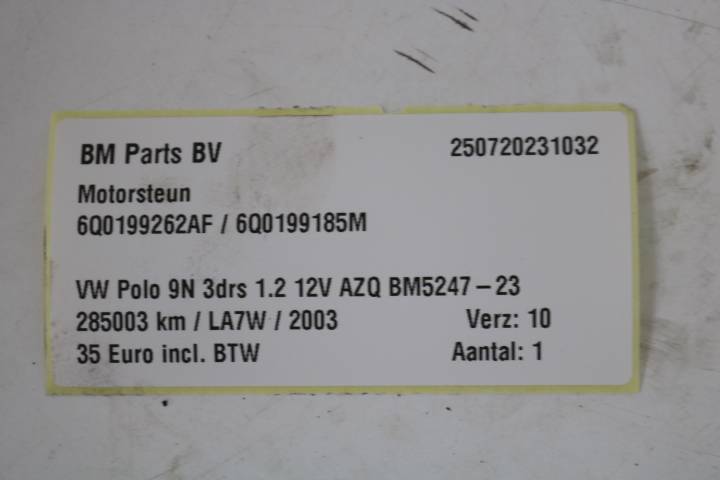 BM Parts BV 250720231032
Motorsteun
6Q0199262AF / 6Q0199185M
VW Polo 9N 3drs 1.2 12V AZQ BM5247 – 23
285003 km / LA7W / 2003 Verz: 10
35 Euro incl. BTW Aantal: 1